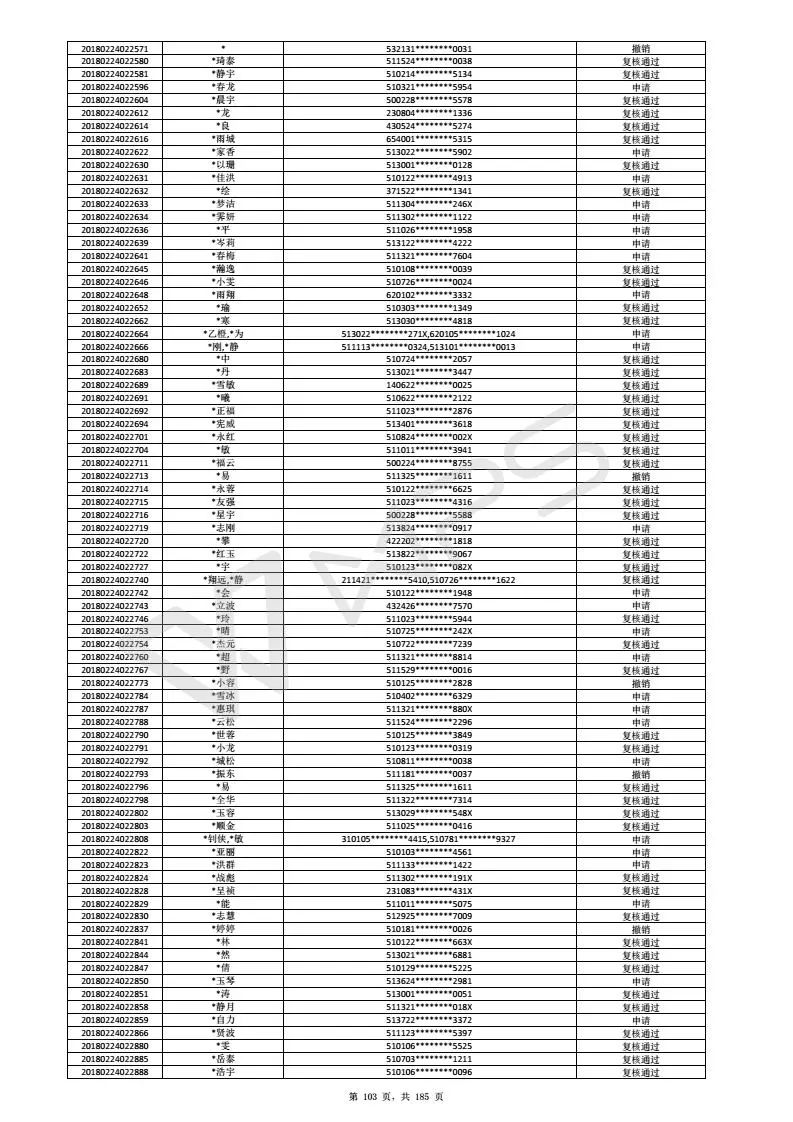 20180224022571 * 532131********0031 撤销
20180224022580 *琦泰 511524********0038 复核通过
20180224022581 *静宇 510214********5134 复核通过
20180224022596 *春龙 510321********5954 申请
20180224022604 *晨宇 500228********5578 复核通过
20180224022612 *龙 230804********1336 复核通过
20180224022614 *良 430524********5274 复核通过
20180224022616 *雨城 654001********5315 复核通过
20180224022622 *家香 513022********5902 申请
20180224022630 *以珊 513001********0128 复核通过
20180224022631 *佳洪 510122********4913 申请
20180224022632 *绘 371522********1341 复核通过
20180224022633 *梦洁 511304********246X 申请
20180224022634 *霁妍 511302********1122 申请
20180224022636 *平 511026********1958 申请
20180224022639 *岑莉 513122********4222 申请
20180224022641 *春梅 511321********7604 申请
20180224022645 *瀚逸 510108********0039 复核通过
20180224022646 *小雯 510726********0024 复核通过
20180224022648 *雨翔 620102********3332 申请
20180224022652 *瑜 510303********1349 复核通过
20180224022662 *寒 513030********4818 复核通过
20180224022664 *乙橙,*为 513022********271X,620105********1024 申请
20180224022666 *刚,*静 511113********0324,513101********0013 申请
20180224022680 *中 510724********2057 复核通过
20180224022683 *丹 513021********3447 复核通过
20180224022689 *雪敏 140622********0025 复核通过
20180224022691 *曦 510622********2122 复核通过
20180224022692 *正福 511023********2876 复核通过
20180224022694 *宪威 513401********3618 复核通过
20180224022701 *永红 510824********002X 复核通过
20180224022704 *敏 511011********3941 复核通过
20180224022711 *福云 500224********8755 复核通过
20180224022713 *易 511325********1611 撤销
20180224022714 *永蓉 510122********6625 复核通过
20180224022715 *友强 511023********4316 复核通过
20180224022716 *星宇 500228********5588 复核通过
20180224022719 *志刚 513824********0917 申请
20180224022720 *攀 422202********1818 复核通过
20180224022722 *红玉 513822********9067 复核通过
20180224022727 *宇 510123********082X 复核通过
20180224022740 *翔远,*静 211421********5410,510726********1622 复核通过
20180224022742 *会 510122********1948 申请
20180224022743 *立波 432426********7570 申请
20180224022746 *玲 511023********5944 复核通过
20180224022753 *晴 510725********242X 申请
20180224022754 *杰元 510722********7239 复核通过
20180224022760 *超 511321********8814 申请
20180224022767 *野 511529********0016 复核通过
20180224022773 *小容 510125********2828 撤销
20180224022784 *雪冰 510402********6329 申请
20180224022787 *惠琪 511321********880X 申请
20180224022788 *云松 511524********2296 申请
20180224022790 *世蓉 510125********3849 复核通过
20180224022791 *小龙 510123********0319 复核通过
20180224022792 *城松 510811********0038 申请
20180224022793 *振东 511181********0037 撤销
20180224022796 *易 511325********1611 复核通过
20180224022798 *全华 511322********7314 复核通过
20180224022802 *玉容 513029********548X 复核通过
20180224022803 *顺金 511025********0416 复核通过
20180224022808 *钊侠,*敏 310105********4415,510781********9327 申请
20180224022822 *亚丽 510103********4561 申请
20180224022823 *洪群 511133********1422 申请
20180224022824 *战彪 511302********191X 复核通过
20180224022828 *呈祯 231083********431X 复核通过
20180224022829 *能 511011********5075 申请
20180224022830 *志慧 512925********7009 复核通过
20180224022837 *婷婷 510181********0026 撤销
20180224022841 *林 510122********663X 复核通过
20180224022844 *然 513021********6881 复核通过
20180224022847 *倩 510129********5225 复核通过
20180224022850 *玉琴 513624********2981 申请
20180224022851 *涛 513001********0051 复核通过
20180224022858 *静月 511321********018X 复核通过
20180224022859 *自力 513722********3372 申请
20180224022866 *贤波 511123********5397 复核通过
20180224022880 *雯 510106********5525 复核通过
20180224022885 *岳泰 510703********1211 复核通过
20180224022888 *浩宇 510106********0096 复核通过
第 103 页，共 185 页